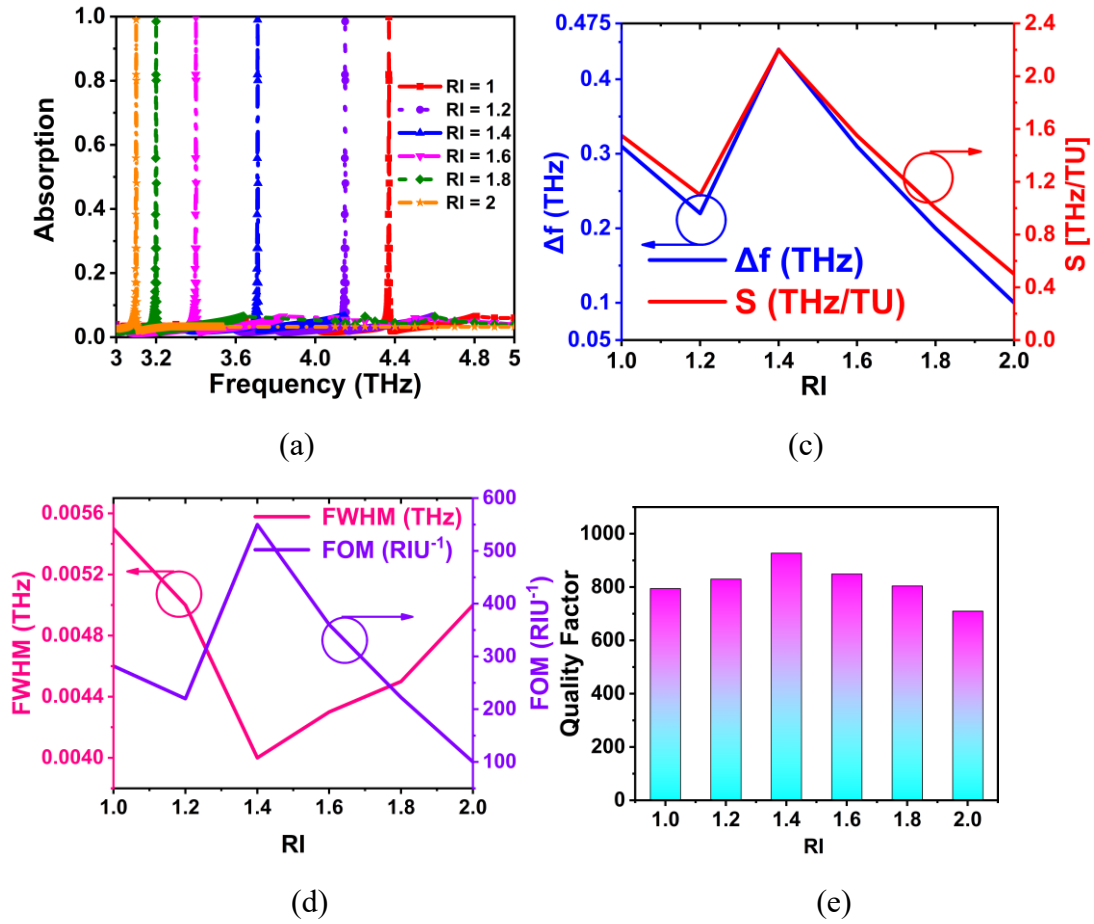 1.0
0.8
0.6
0.4
0.2
0.0
Absorption
3
3.2
3.6
4.0
4.4
4.8
5
Frequency (THz)
RI = 1
RI = 1.2
RI = 1.4
RI = 1.6
RI = 1.8
RI = 2
(a)
0.475
0.4
0.3
0.2
0.1
0.05
Δf (THz)
2.4
2.0
1.6
1.2
0.8
0.4
0.0
S [THz/TU)
Δf (THz)
S (THz/TU)
1.0
1.2
1.4
1.6
1.8
2.0
RI
(c)
0.0056
0.0052
0.0048
0.0044
0.0040
FWHM (THz)
600
500
400
300
200
100
FOM (RIU⁻¹)
FWHM (THz)
FOM (RIU⁻¹)
1.0
1.2
1.4
1.6
1.8
2.0
RI
(d)
1000
800
600
400
200
0
Quality Factor
1.0
1.2
1.4
1.6
1.8
2.0
RI
(e)